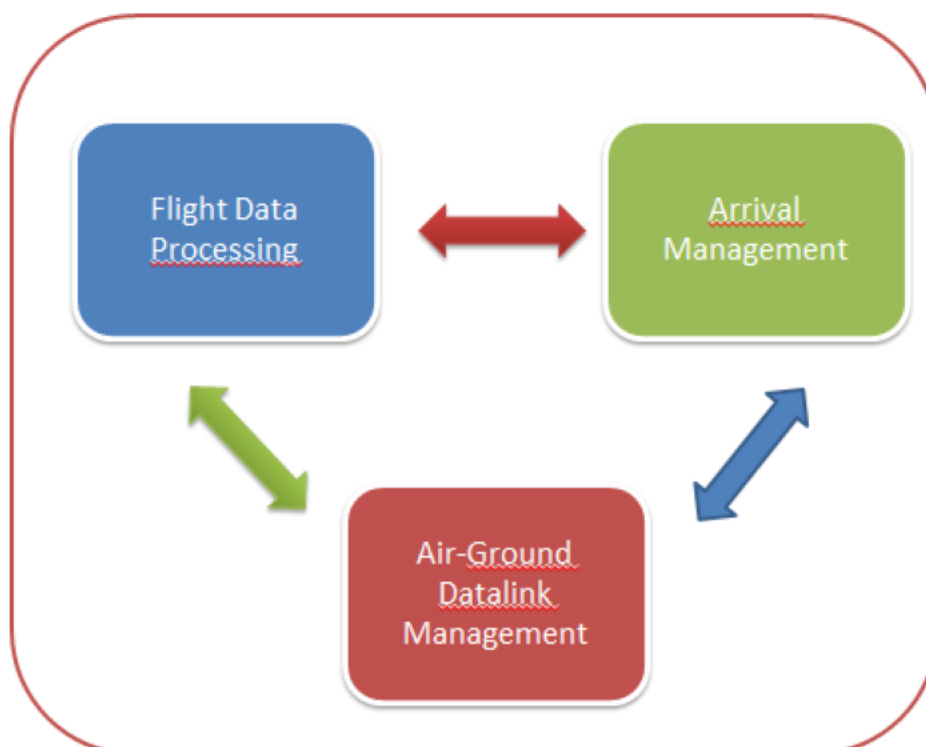 Flight Data
Processing
Arrival
Management
Air-Ground
Datalink
Management